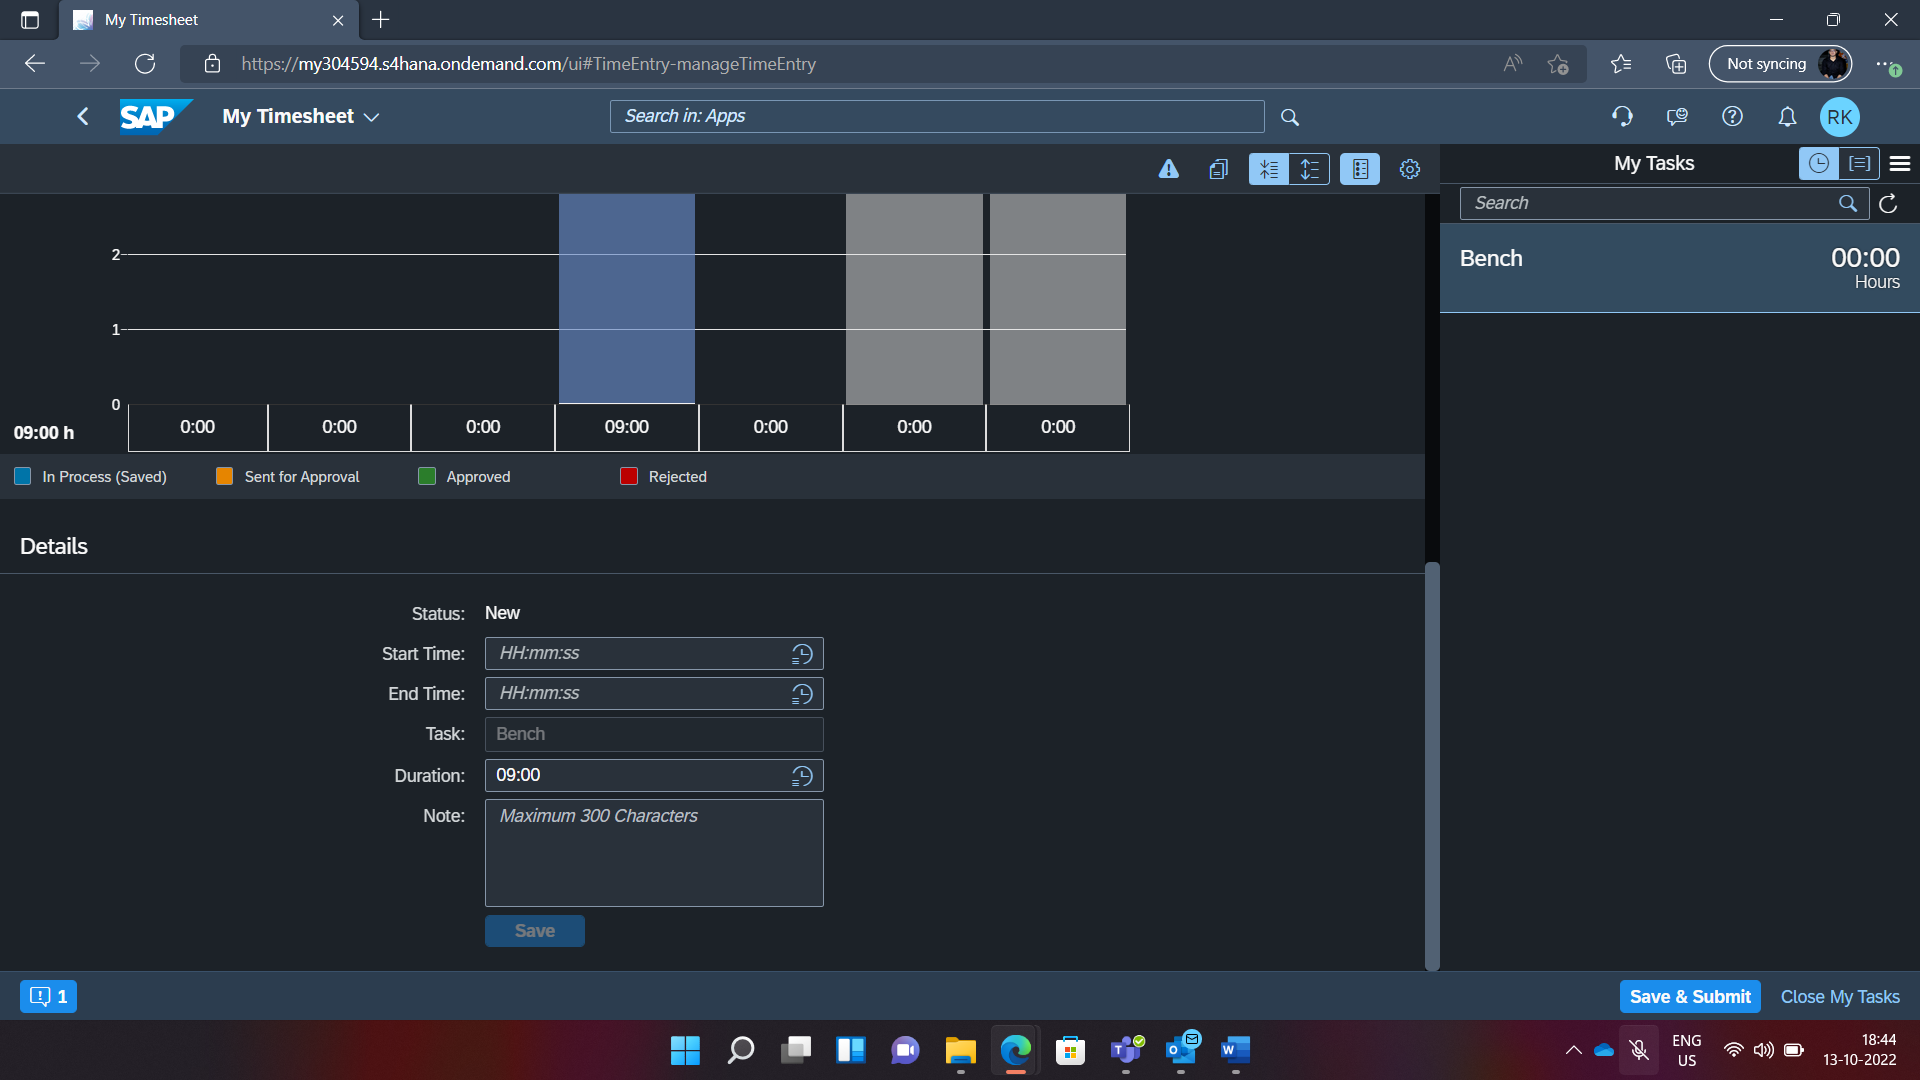 My Timesheet
https://my304594.s4hana.ondemand.com/ui#TimeEntry-manageTimeEntry
Not syncing
SAP
My Timesheet
Search in: Apps
RK
My Tasks
Search
Bench
00:00
Hours
2
1
0
09:00 h
0:00
0:00
0:00
09:00
0:00
0:00
0:00
In Process (Saved)
Sent for Approval
Approved
Rejected
Details
Status: New
Start Time: HH:mm:ss
End Time: HH:mm:ss
Task: Bench
Duration: 09:00
Note: Maximum 300 Characters
Save
1
Save & Submit
Close My Tasks
ENG
US
18:44
13-10-2022